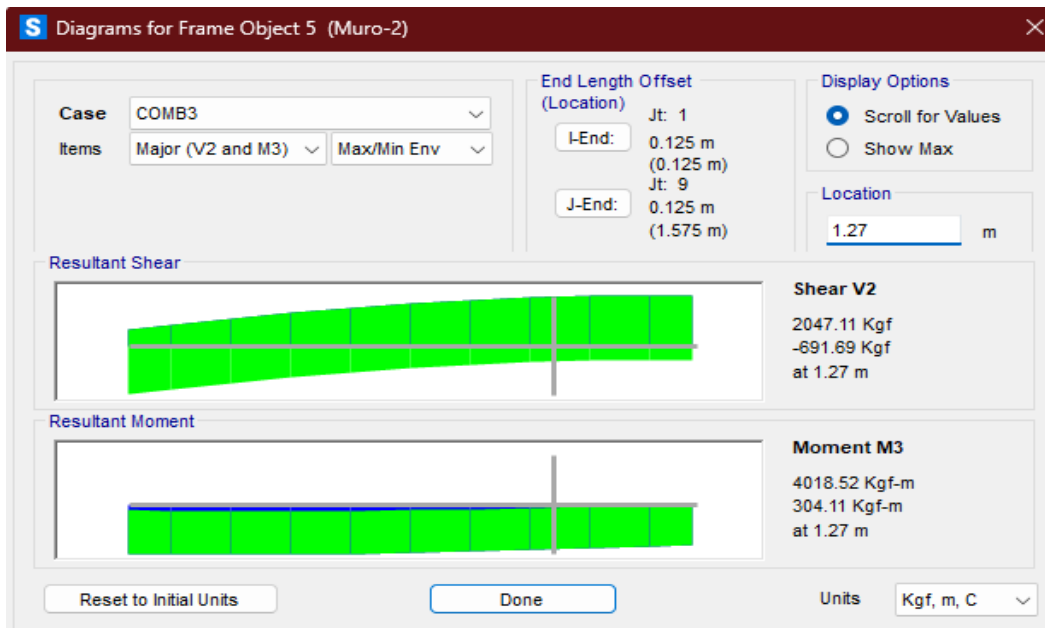 S Diagrams for Frame Object 5 (Muro-2)
Case COMB3
Items Major (V2 and M3) Max/Min Env
End Length Offset
(Location)
Jt: 1
I-End: 0.125 m
(0.125 m)
Jt: 9
J-End: 0.125 m
(1.575 m)
Display Options
Scroll for Values
Show Max
Location
1.27 m
Resultant Shear
Shear V2
2047.11 Kgf
-691.69 Kgf
at 1.27 m
Resultant Moment
Moment M3
4018.52 Kgf-m
304.11 Kgf-m
at 1.27 m
Reset to Initial Units Done Units Kgf, m, C